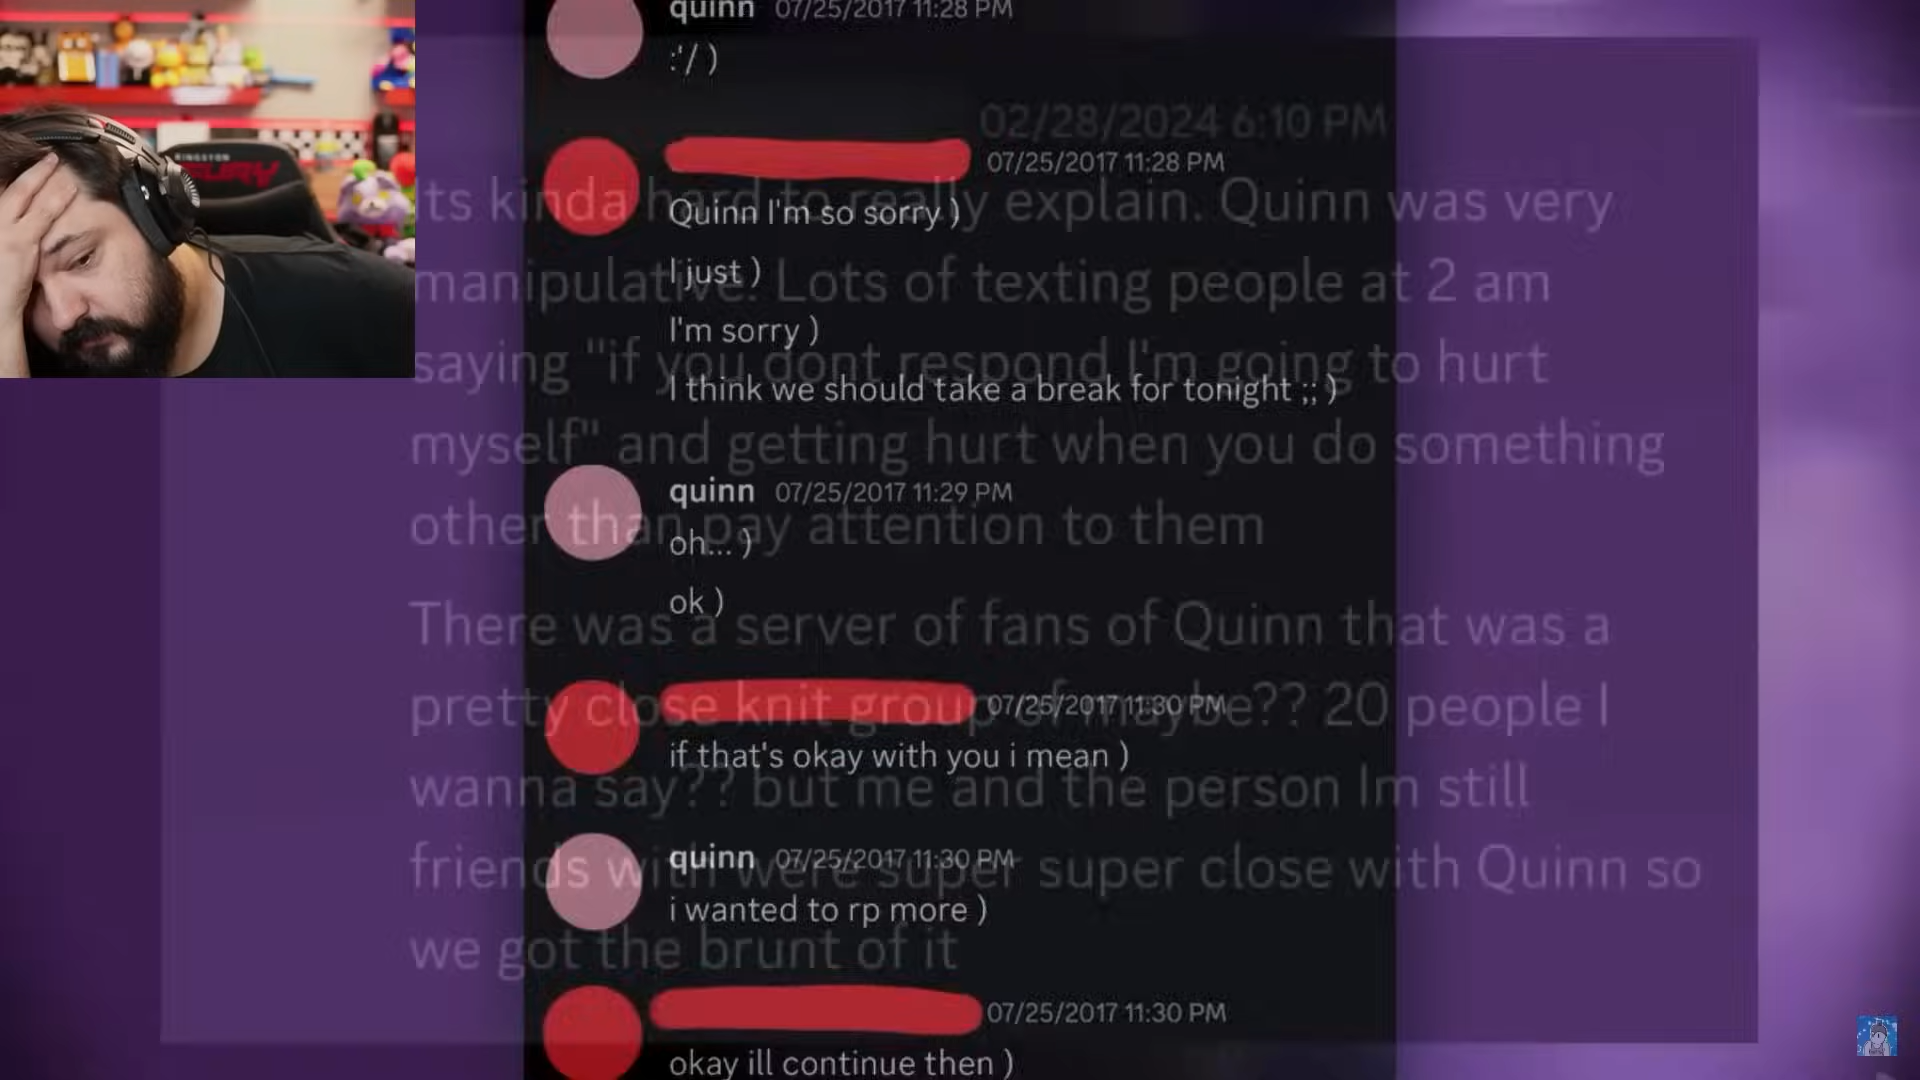 quinn 07/25/2017 11:28 PM
:'/ )
07/25/2017 11:28 PM
Quinn I'm so sorry )
I just )
I'm sorry )
I think we should take a break for tonight ;; )
quinn 07/25/2017 11:29 PM
oh... )
ok )
07/25/2017 11:30 PM
if that's okay with you i mean )
quinn 07/25/2017 11:30 PM
i wanted to rp more )
07/25/2017 11:30 PM
okay ill continue then )
02/28/2024 6:10 PM
Its kinda hard to really explain. Quinn was very
manipulative. Lots of texting people at 2 am
saying "if you dont respond I'm going to hurt
myself" and getting hurt when you do something
other than pay attention to them
There was a server of fans of Quinn that was a
pretty close knit group of maybe?? 20 people I
wanna say?? but me and the person Im still
friends with were super super close with Quinn so
we got the brunt of it
KINGSTON
FURY